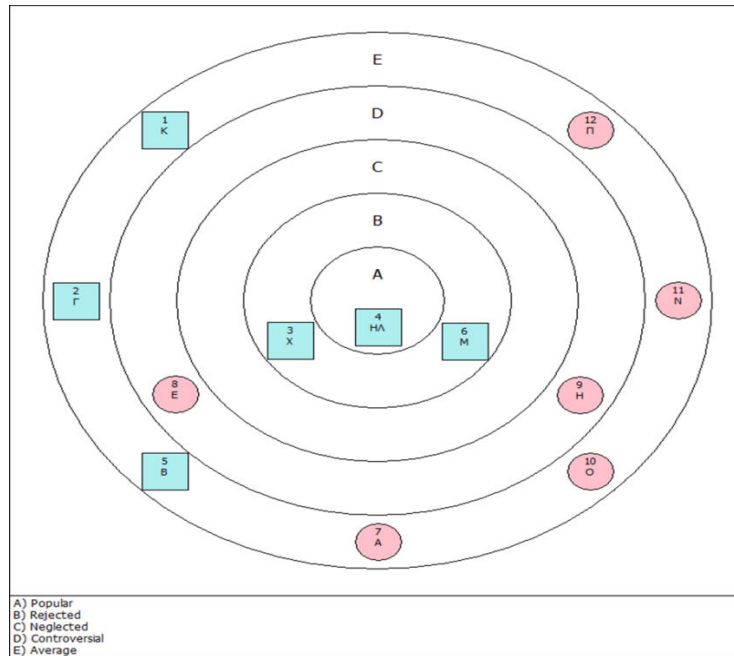 E
D
C
B
A
1
Κ
12
Π
2
Γ
11
Ν
3
Χ
4
ΗΛ
6
Μ
8
Ε
9
Η
5
Β
10
Ο
7
Α
A) Popular
B) Rejected
C) Neglected
D) Controversial
E) Average